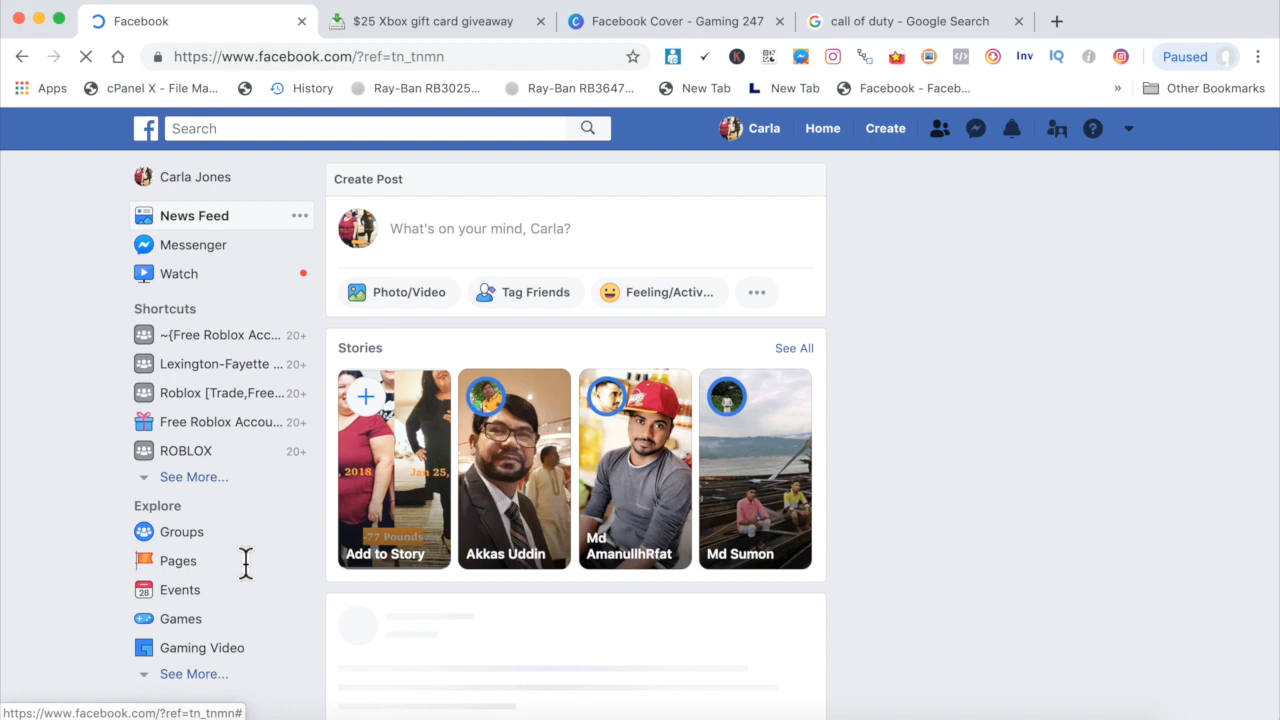 Facebook
$25 Xbox gift card giveaway
Facebook Cover - Gaming 247
call of duty - Google Search
https://www.facebook.com/?ref=tn_tnmn
Inv
IQ
Paused
Apps
cPanel X - File Ma...
History
Ray-Ban RB3025...
Ray-Ban RB3647...
New Tab
New Tab
Facebook - Faceb...
»
Other Bookmarks
Search
Carla
Home
Create
Carla Jones
News Feed
Messenger
Watch
Shortcuts
~{Free Roblox Acc... 20+
Lexington-Fayette ... 20+
Roblox [Trade,Free... 20+
Free Roblox Accou... 20+
ROBLOX 20+
See More...
Explore
Groups
Pages
28
Events
Games
Gaming Video
See More...
Create Post
What's on your mind, Carla?
Photo/Video
Tag Friends
Feeling/Activ...
Stories
See All
, 2018
Jan 25,
-77 Pounds
Add to Story
Akkas Uddin
Md
AmanullhRfat
Md Sumon
https://www.facebook.com/?ref=tn_tnmn#